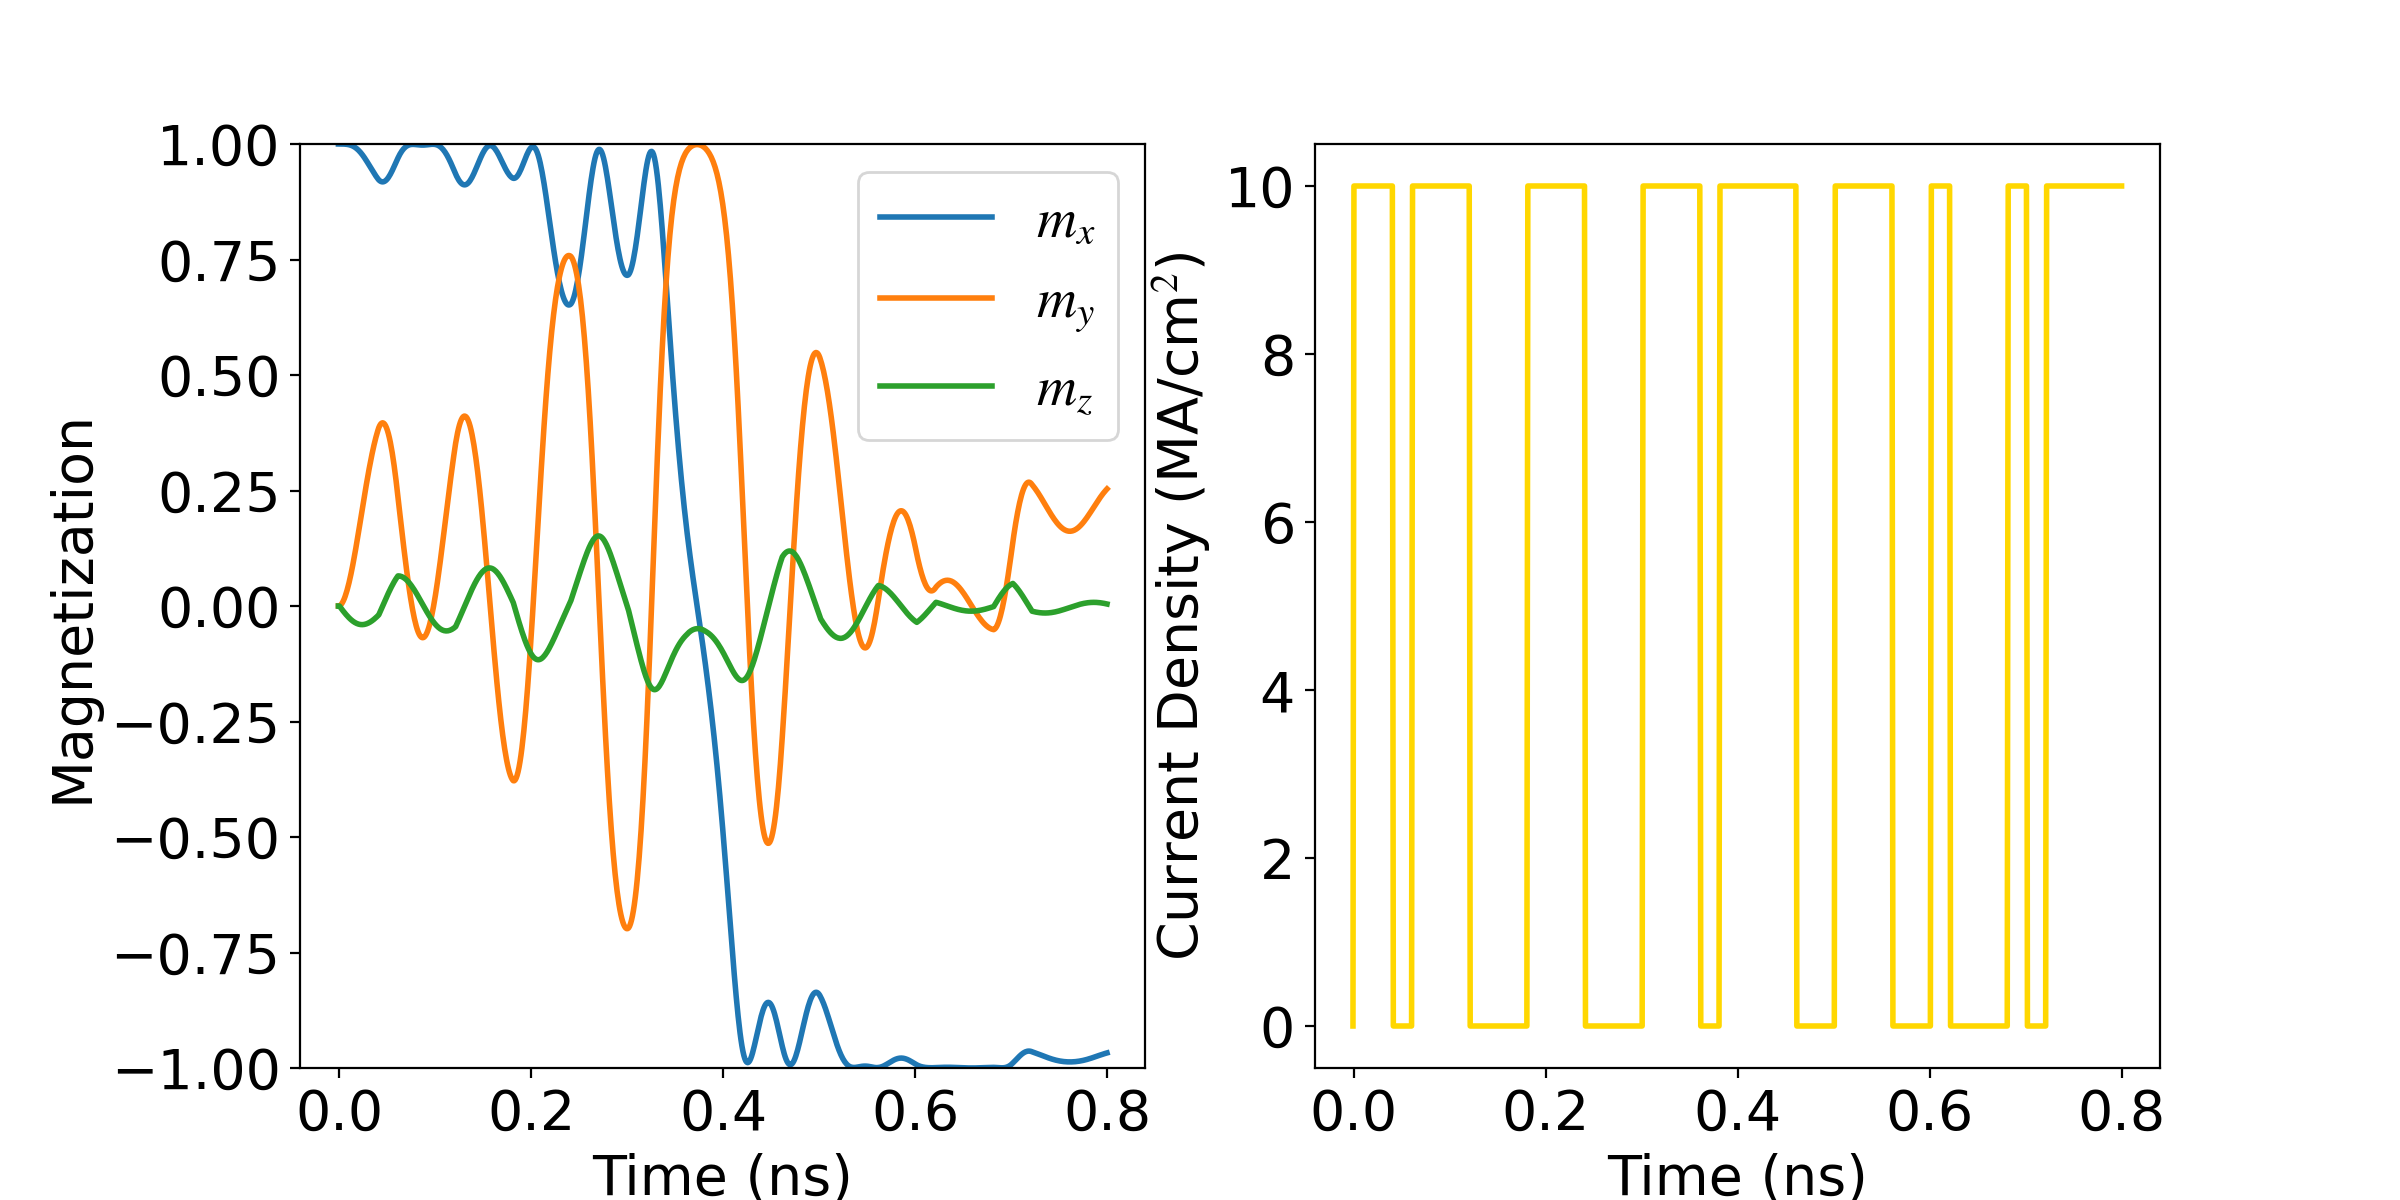 Magnetization
1.00
0.75
0.50
0.25
0.00
−0.25
−0.50
−0.75
−1.00
0.0 0.2 0.4 0.6 0.8
Time (ns)
m_x
m_y
m_z
Current Density (MA/cm²)
10
8
6
4
2
0
0.0 0.2 0.4 0.6 0.8
Time (ns)